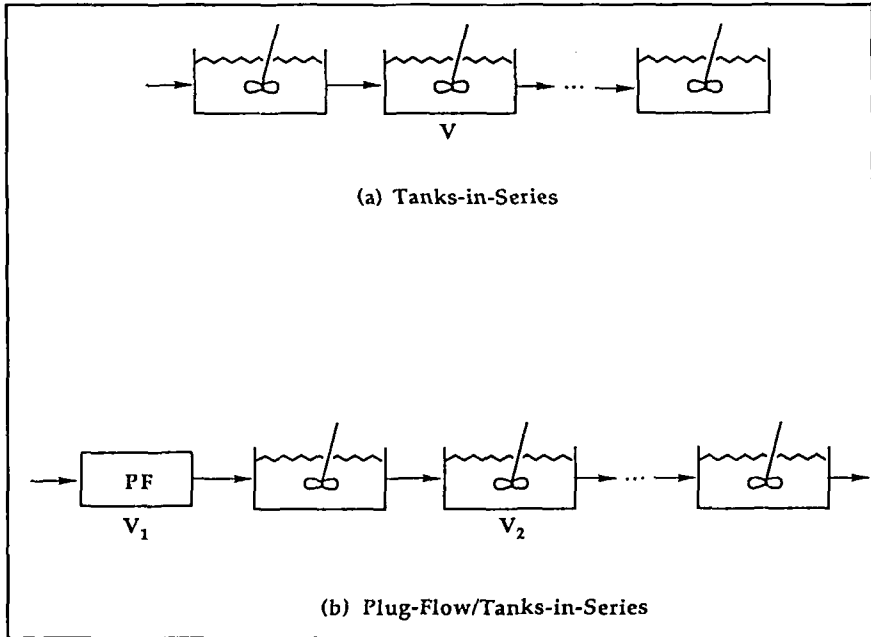 ...
V
(a) Tanks-in-Series
PF
...
V₁
V₂
(b) Plug-Flow/Tanks-in-Series